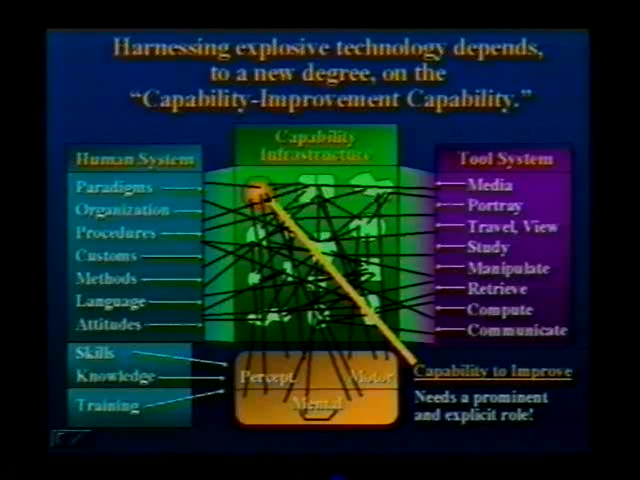 Harnessing explosive technology depends,
to a new degree, on the
“Capability-Improvement Capability.”
Human System
Paradigms
Organization
Procedures
Customs
Methods
Language
Attitudes
Skills
Knowledge
Training
Capability
Infrastructure
Percept.
Motor
Mental
Tool System
Media
Portray
Travel, View
Study
Manipulate
Retrieve
Compute
Communicate
Capability to Improve
Needs a prominent
and explicit role!